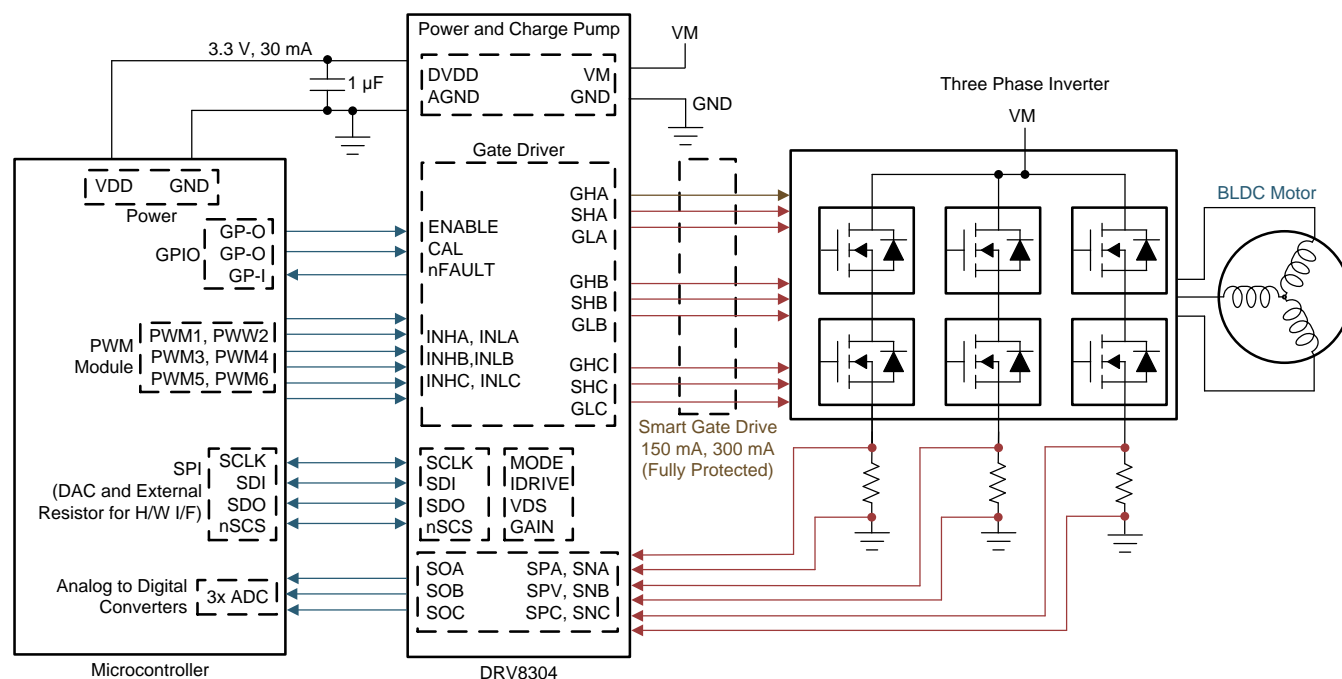 Power and Charge Pump
VM
3.3 V, 30 mA
DVDD
VM
1 µF
AGND
GND
GND
Three Phase Inverter
VM
Gate Driver
VDD
GND
Power
GHA
SHA
GLA
BLDC Motor
GP-O
GPIO
GP-O
GP-I
ENABLE
CAL
nFAULT
GHB
SHB
GLB
PWM
Module
PWM1, PWW2
PWM3, PWM4
PWM5, PWM6
INHA, INLA
INHB,INLB
INHC, INLC
GHC
SHC
GLC
Smart Gate Drive
150 mA, 300 mA
(Fully Protected)
SPI
(DAC and External
Resistor for H/W I/F)
SCLK
SDI
SDO
nSCS
SCLK
SDI
SDO
nSCS
MODE
IDRIVE
VDS
GAIN
Analog to Digital
Converters
3x ADC
SOA
SOB
SOC
SPA, SNA
SPV, SNB
SPC, SNC
Microcontroller
DRV8304